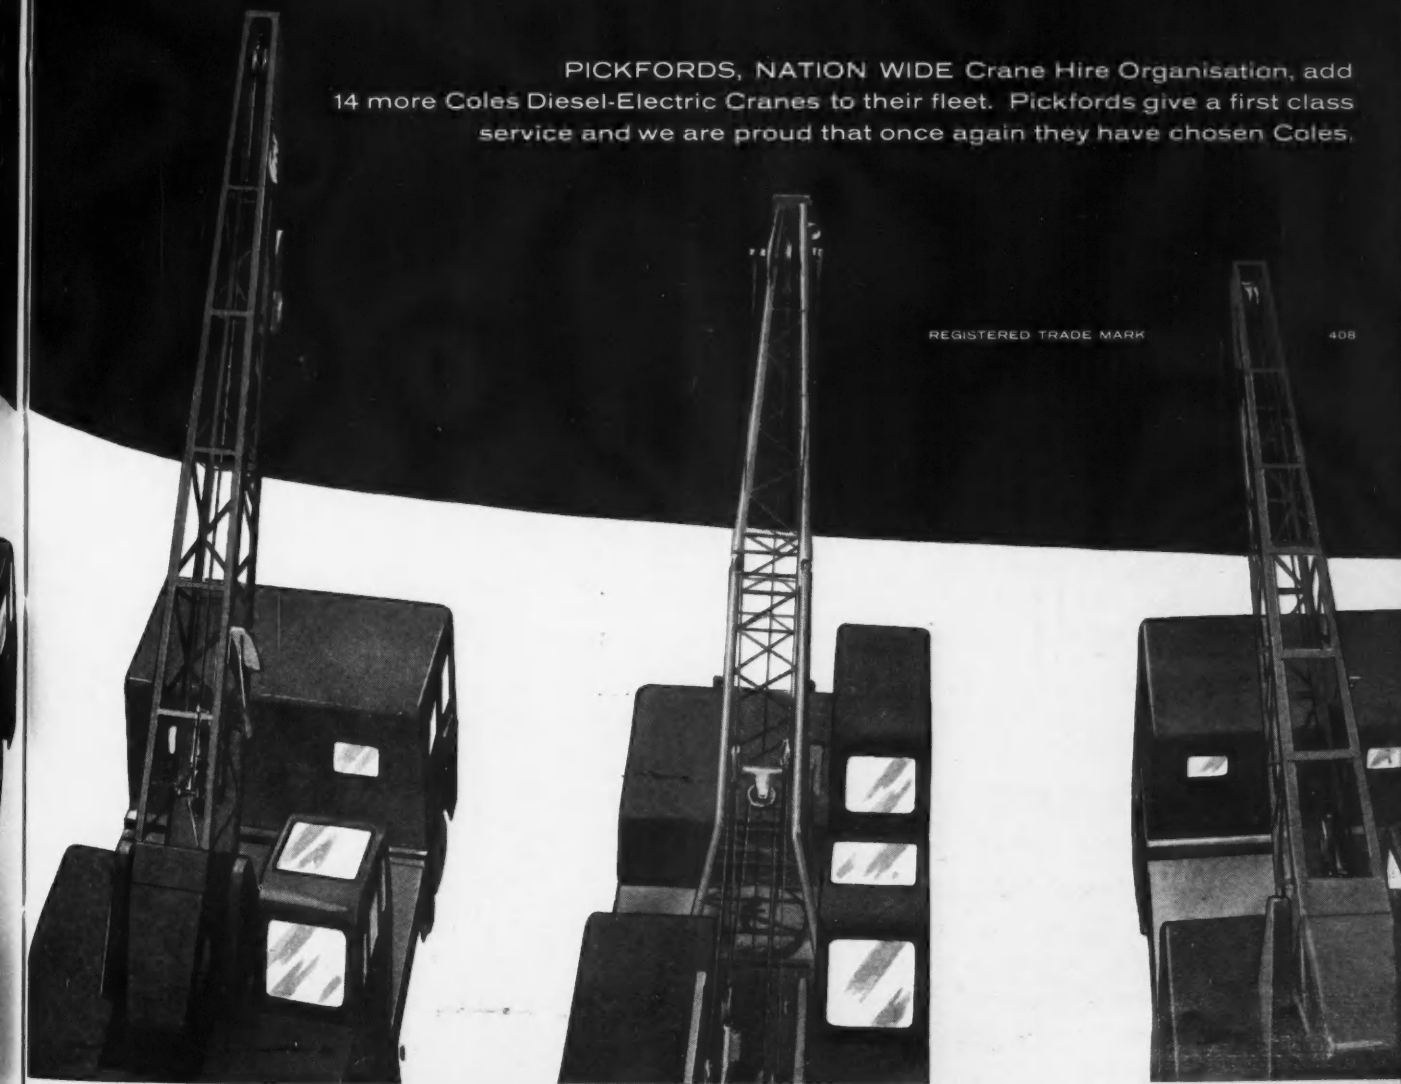 PICKFORDS, NATION WIDE Crane Hire Organisation, add
14 more Coles Diesel-Electric Cranes to their fleet. Pickfords give a first class
service and we are proud that once again they have chosen Coles.
REGISTERED TRADE MARK 408